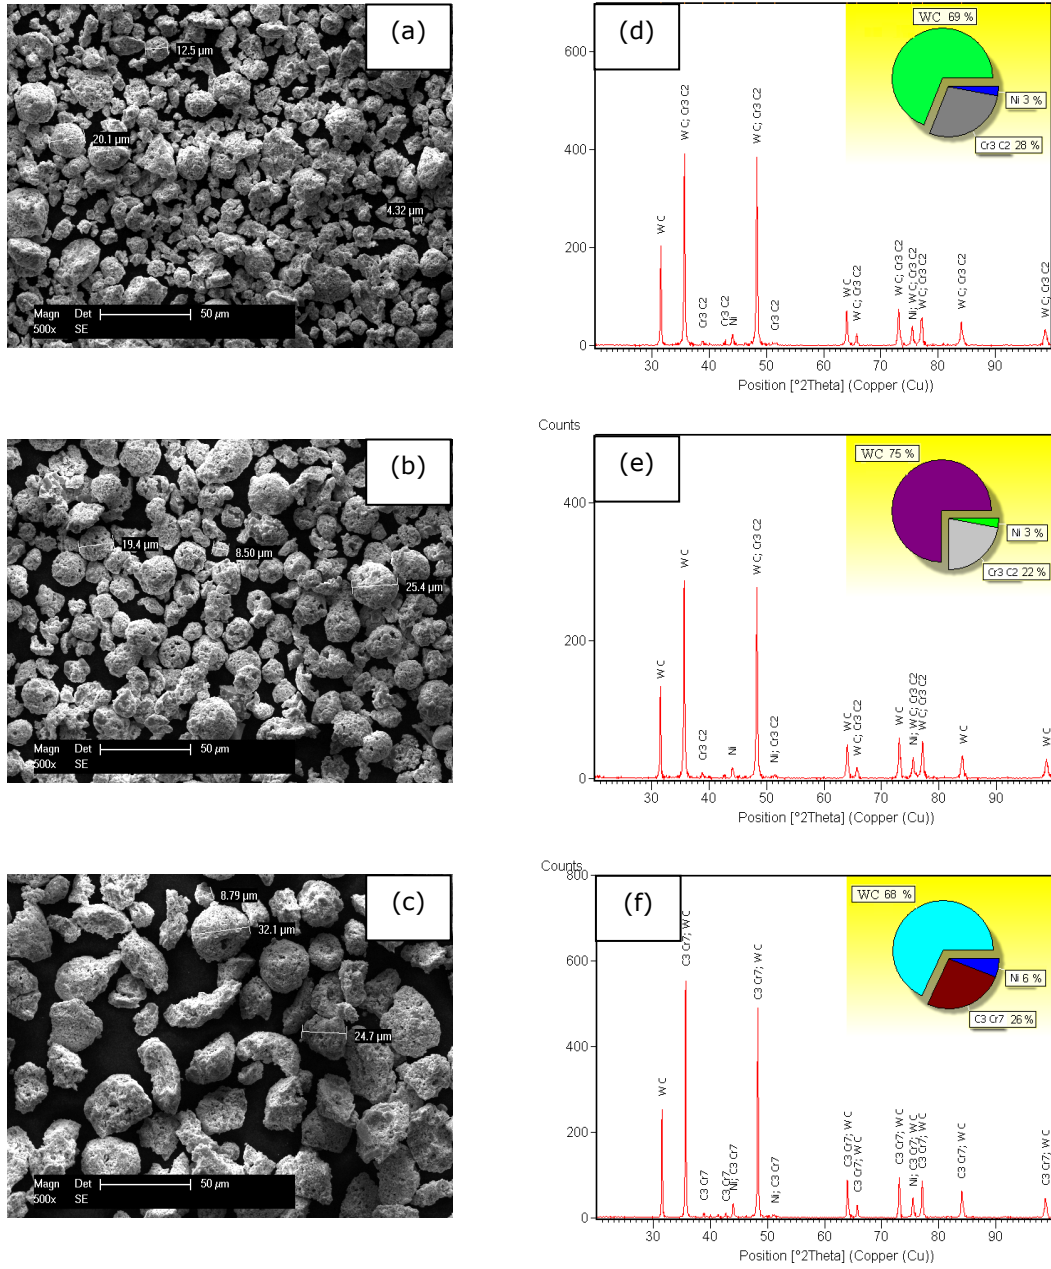 (a)
12.5 µm
20.1 µm
4.32 µm
Magn Det 50 µm
500x SE
(d)
600
400
200
0
WC 69 %
Ni 3 %
Cr3 C2 28 %
W C
W C; Cr3 C2
Cr3 C2
Cr3 C2
Ni
W C; Cr3 C2
Cr3 C2
W C
W C; Cr3 C2
W C; Cr3 C2
Ni; W C; Cr3 C2
W C; Cr3 C2
W C; Cr3 C2
W C; Cr3 C2
30 40 50 60 70 80 90
Position [°2Theta] (Copper (Cu))
(b)
19.4 µm
8.50 µm
25.4 µm
Magn Det 50 µm
500x SE
Counts
(e)
400
200
0
WC 75 %
Ni 3 %
Cr3 C2 22 %
W C
W C
Cr3 C2
Ni
W C; Cr3 C2
Ni; Cr3 C2
W C
W C; Cr3 C2
W C
Ni; W C; Cr3 C2
W C; Cr3 C2
W C
W C
30 40 50 60 70 80 90
Position [°2Theta] (Copper (Cu))
(c)
8.79 µm
32.1 µm
24.7 µm
Magn Det 50 µm
500x SE
Counts
(f)
800
600
400
200
0
WC 68 %
Ni 6 %
C3 Cr7 26 %
W C
C3 Cr7; W C
C3 Cr7
C3 Cr7
Ni; C3 Cr7
C3 Cr7; W C
Ni; C3 Cr7
C3 Cr7; W C
C3 Cr7; W C
C3 Cr7; W C
Ni; C3 Cr7; W C
C3 Cr7; W C
C3 Cr7; W C
C3 Cr7; W C
30 40 50 60 70 80 90
Position [°2Theta] (Copper (Cu))